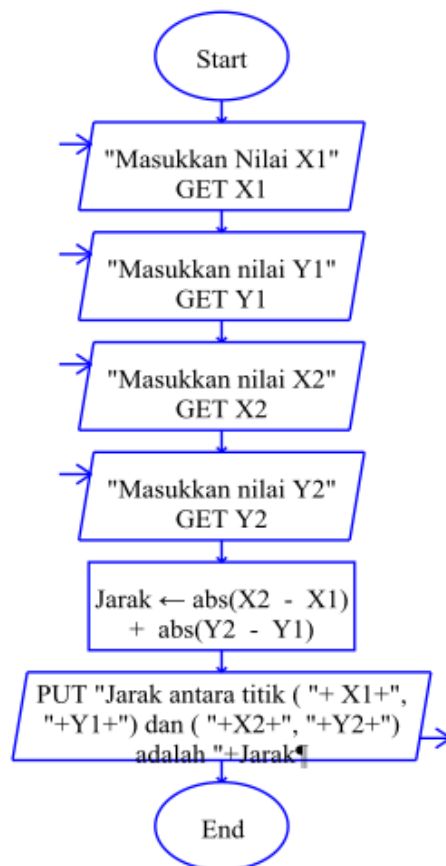 Start
"Masukkan Nilai X1"
GET X1
"Masukkan nilai Y1"
GET Y1
"Masukkan nilai X2"
GET X2
"Masukkan nilai Y2"
GET Y2
Jarak ← abs(X2 - X1)
+ abs(Y2 - Y1)
PUT "Jarak antara titik ( "+ X1+",
"+Y1+") dan ( "+X2+", "+Y2+")
adalah "+Jarak¶
End